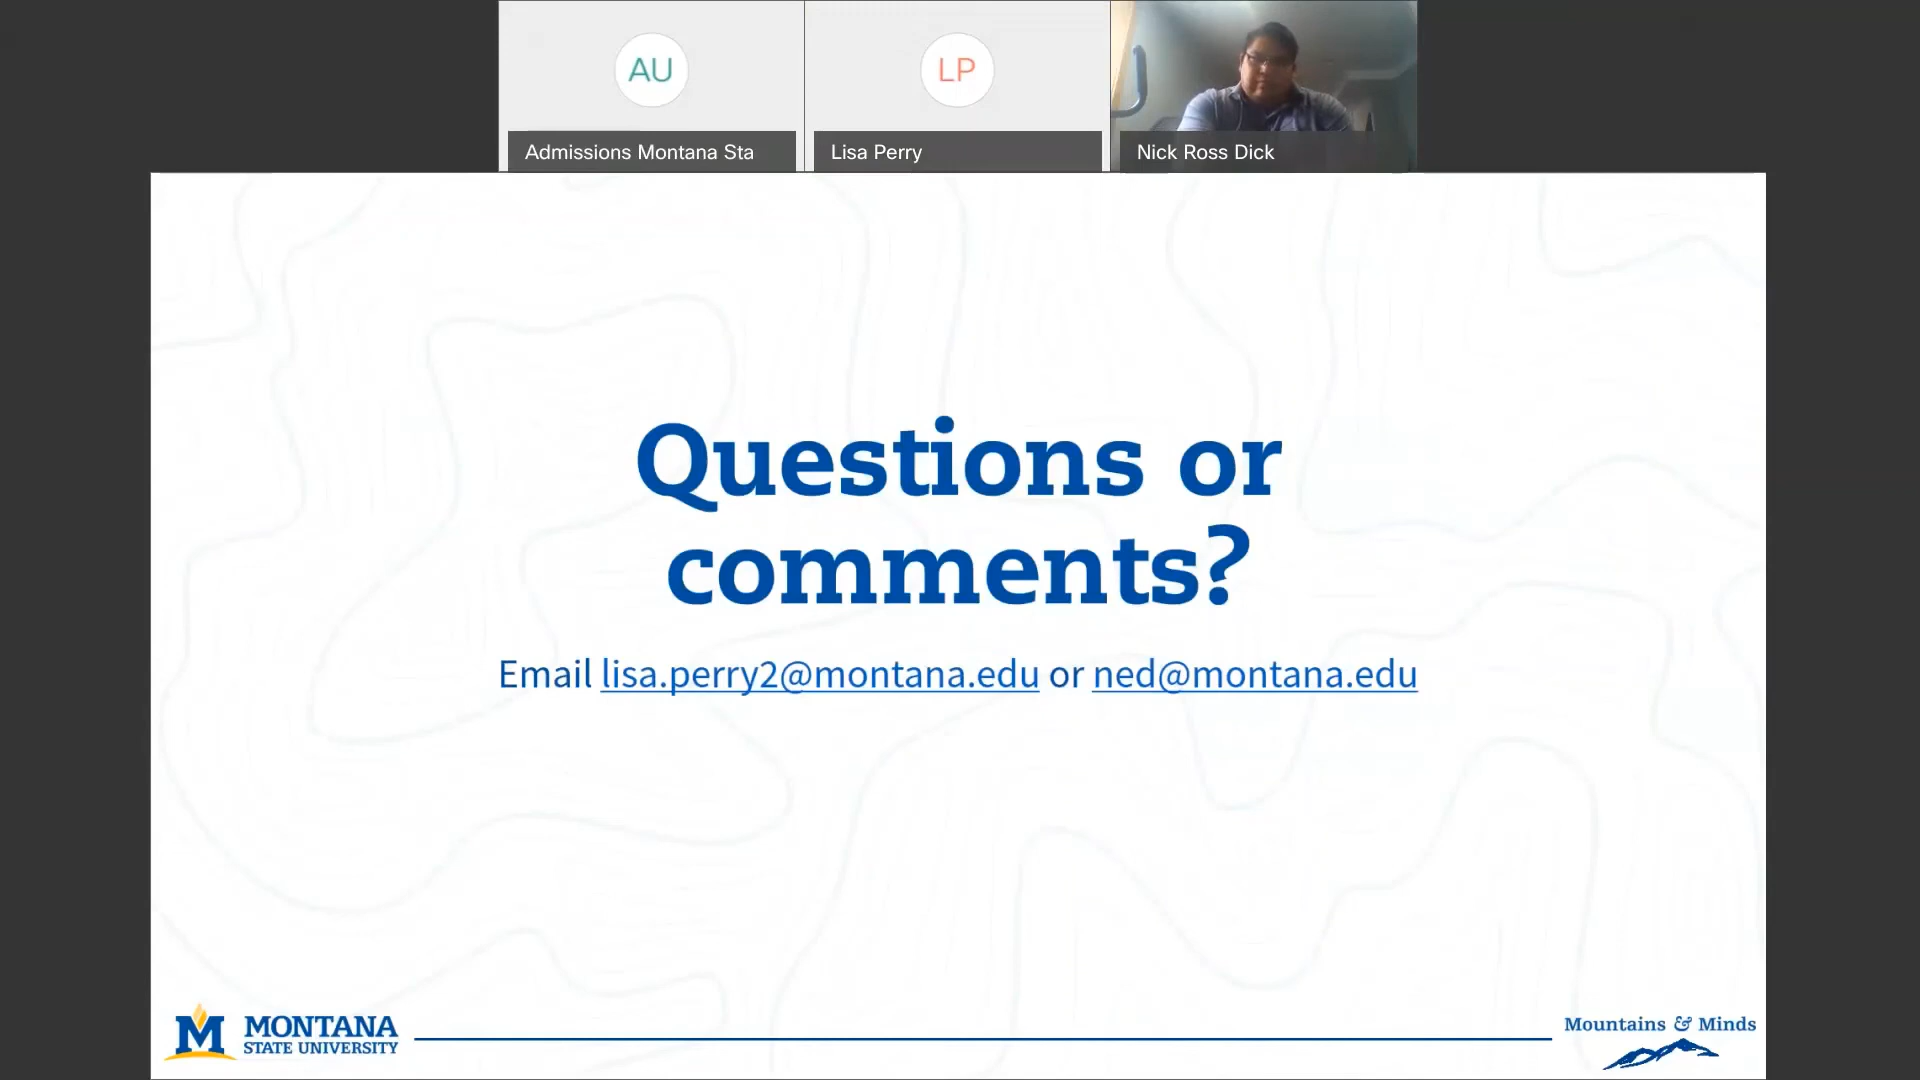 AU
LP
Admissions Montana Sta
Lisa Perry
Nick Ross Dick
Questions or
comments?
Email lisa.perry2@montana.edu or ned@montana.edu
M MONTANA
STATE UNIVERSITY
Mountains & Minds